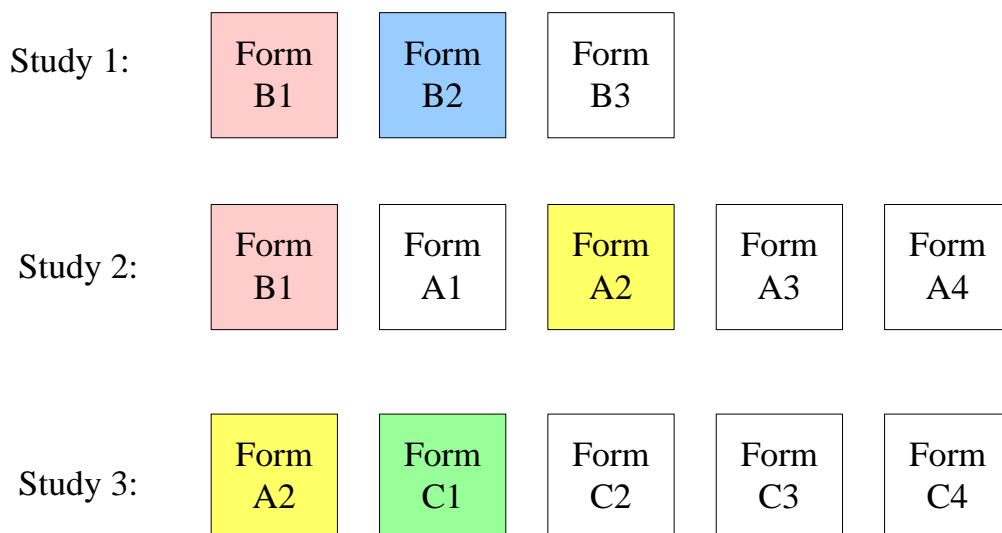 Study 1:
Form
B1
Form
B2
Form
B3
Study 2:
Form
B1
Form
A1
Form
A2
Form
A3
Form
A4
Study 3:
Form
A2
Form
C1
Form
C2
Form
C3
Form
C4